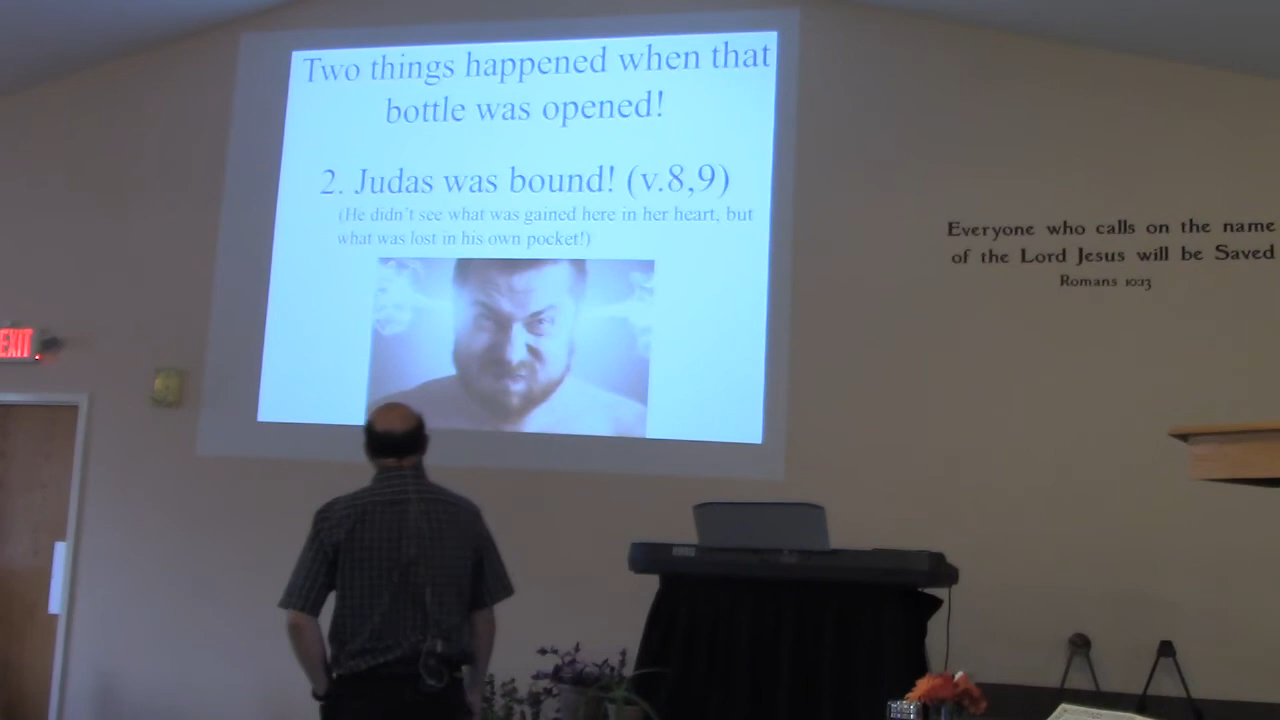 Two things happened when that
bottle was opened!
2. Judas was bound! (v.8,9)
(He didn't see what was gained here in her heart, but
what was lost in his own pocket!)
Everyone who calls on the name
of the Lord Jesus will be Saved
Romans 10:13
EXIT